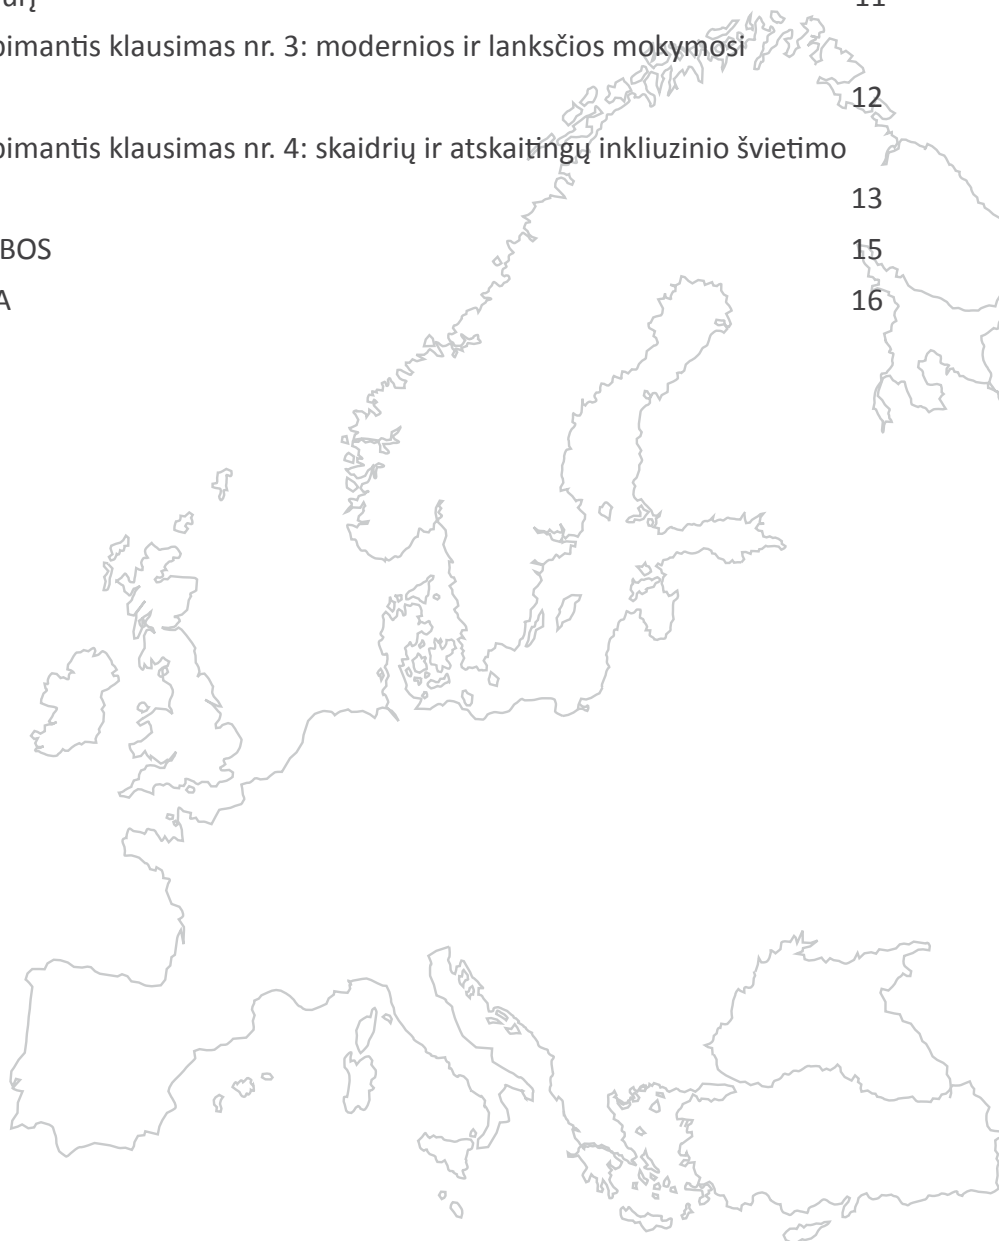 11
pimantis klausimas nr. 3: modernios ir lanksčios mokymosi
12
pimantis klausimas nr. 4: skaidrių ir atskaitingų inkliuzinio švietimo
13
BOS 15
A 16